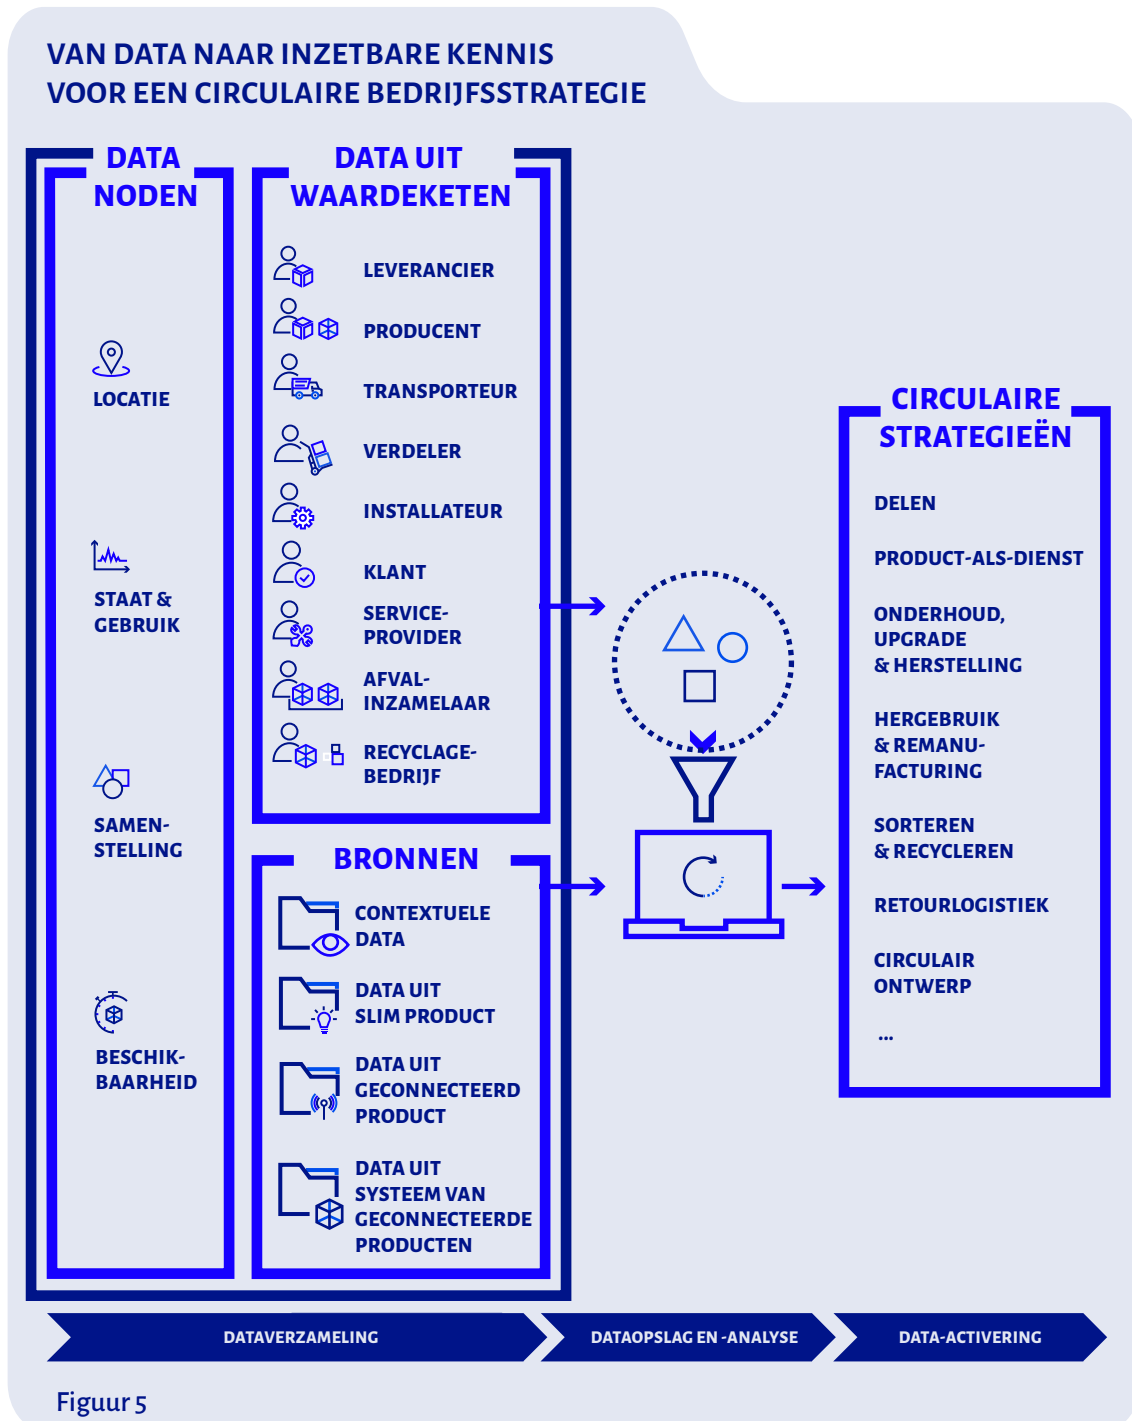 VAN DATA NAAR INZETBARE KENNIS
VOOR EEN CIRCULAIRE BEDRIJFSSTRATEGIE
DATA
NODEN
LOCATIE
STAAT &
GEBRUIK
SAMEN-
STELLING
BESCHIK-
BAARHEID
DATA UIT
WAARDEKETEN
LEVERANCIER
PRODUCENT
TRANSPORTEUR
VERDELER
INSTALLATEUR
KLANT
SERVICE-
PROVIDER
AFVAL-
INZAMELAAR
RECYCLAGE-
BEDRIJF
BRONNEN
CONTEXTUELE
DATA
DATA UIT
SLIM PRODUCT
DATA UIT
GECONNECTEERD
PRODUCT
DATA UIT
SYSTEEM VAN
GECONNECTEERDE
PRODUCTEN
CIRCULAIRE
STRATEGIEËN
DELEN
PRODUCT-ALS-DIENST
ONDERHOUD,
UPGRADE
& HERSTELLING
HERGEBRUIK
& REMANU-
FACTURING
SORTEREN
& RECYCLEREN
RETOURLOGISTIEK
CIRCULAIR
ONTWERP
...
DATAVERZAMELING
DATAOPSLAG EN -ANALYSE
DATA-ACTIVERING
Figuur 5